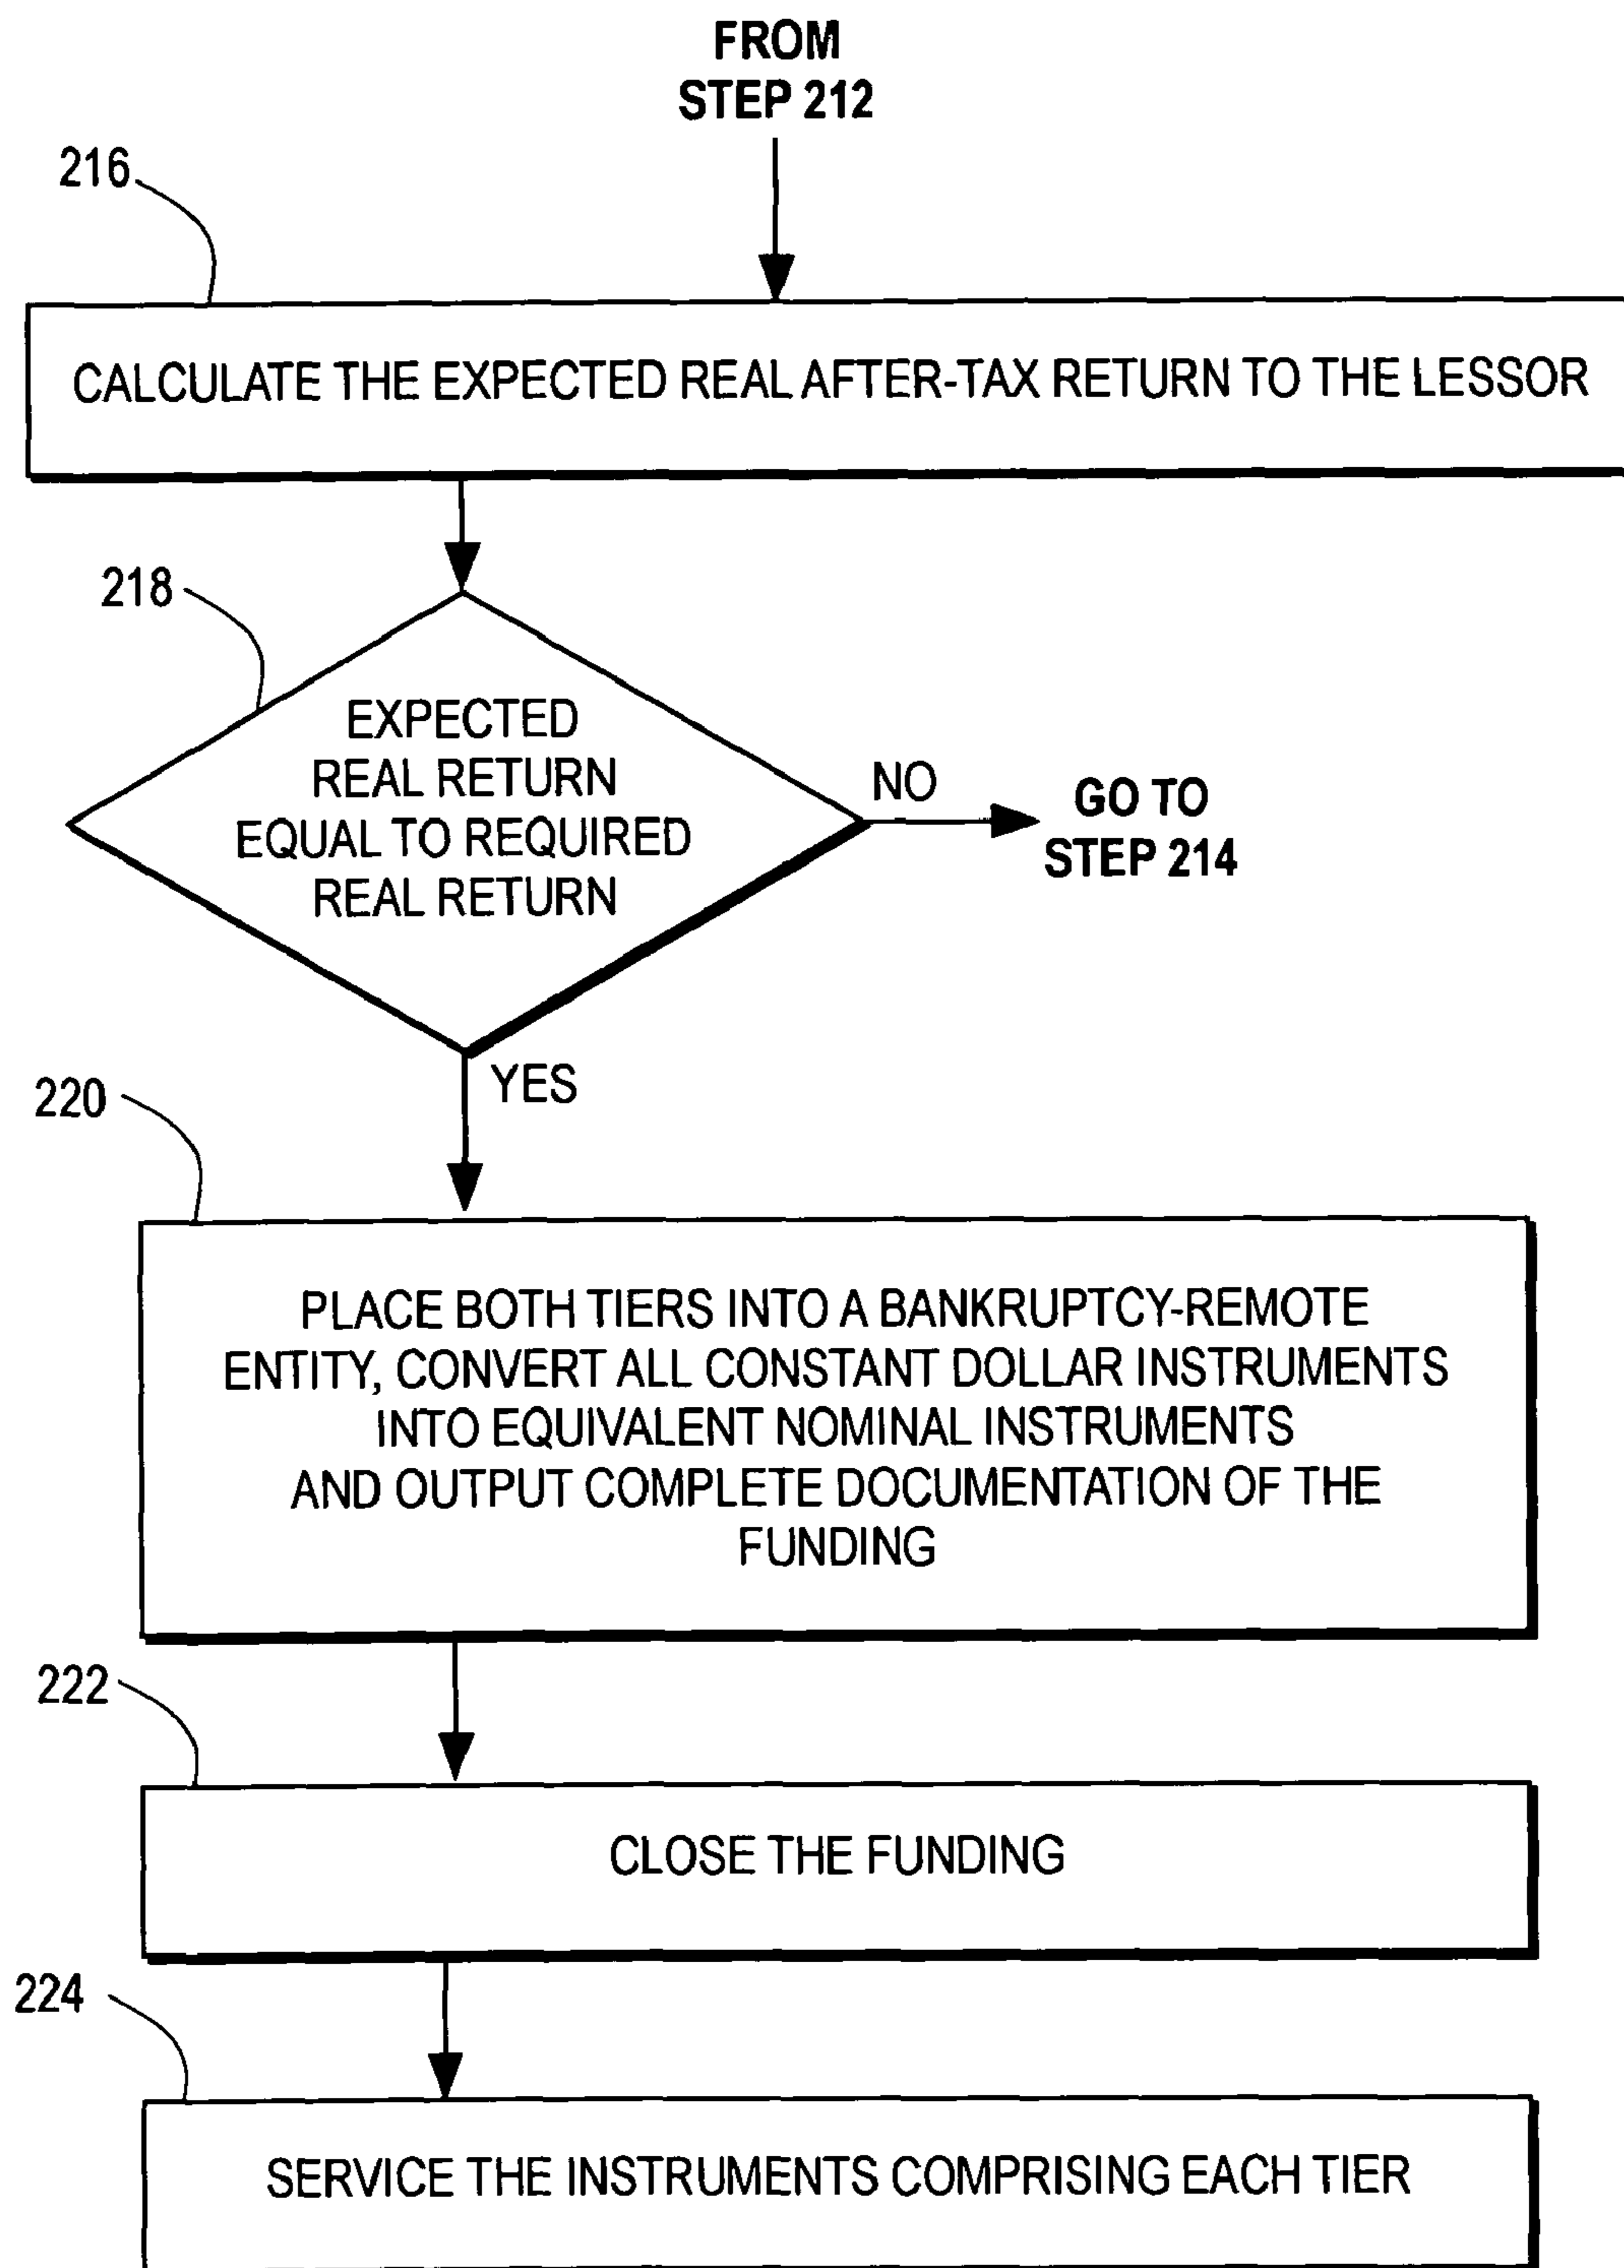 FROM
STEP 212
216
CALCULATE THE EXPECTED REAL AFTER-TAX RETURN TO THE LESSOR
218
EXPECTED
REAL RETURN
EQUAL TO REQUIRED
REAL RETURN
NO
GO TO
STEP 214
YES
220
PLACE BOTH TIERS INTO A BANKRUPTCY-REMOTE
ENTITY, CONVERT ALL CONSTANT DOLLAR INSTRUMENTS
INTO EQUIVALENT NOMINAL INSTRUMENTS
AND OUTPUT COMPLETE DOCUMENTATION OF THE
FUNDING
222
CLOSE THE FUNDING
224
SERVICE THE INSTRUMENTS COMPRISING EACH TIER